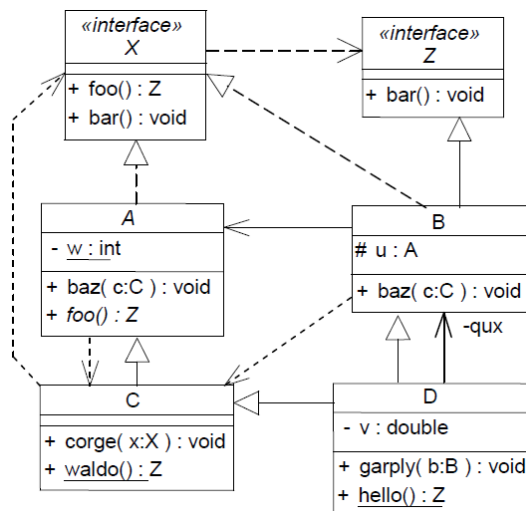 «interface»
X
+ foo() : Z
+ bar() : void
«interface»
Z
+ bar() : void
A
- w : int
+ baz( c:C ) : void
+ foo() : Z
B
# u : A
+ baz( c:C ) : void
-qux
C
+ corge( x:X ) : void
+ waldo() : Z
D
- v : double
+ garply( b:B ) : void
+ hello() : Z